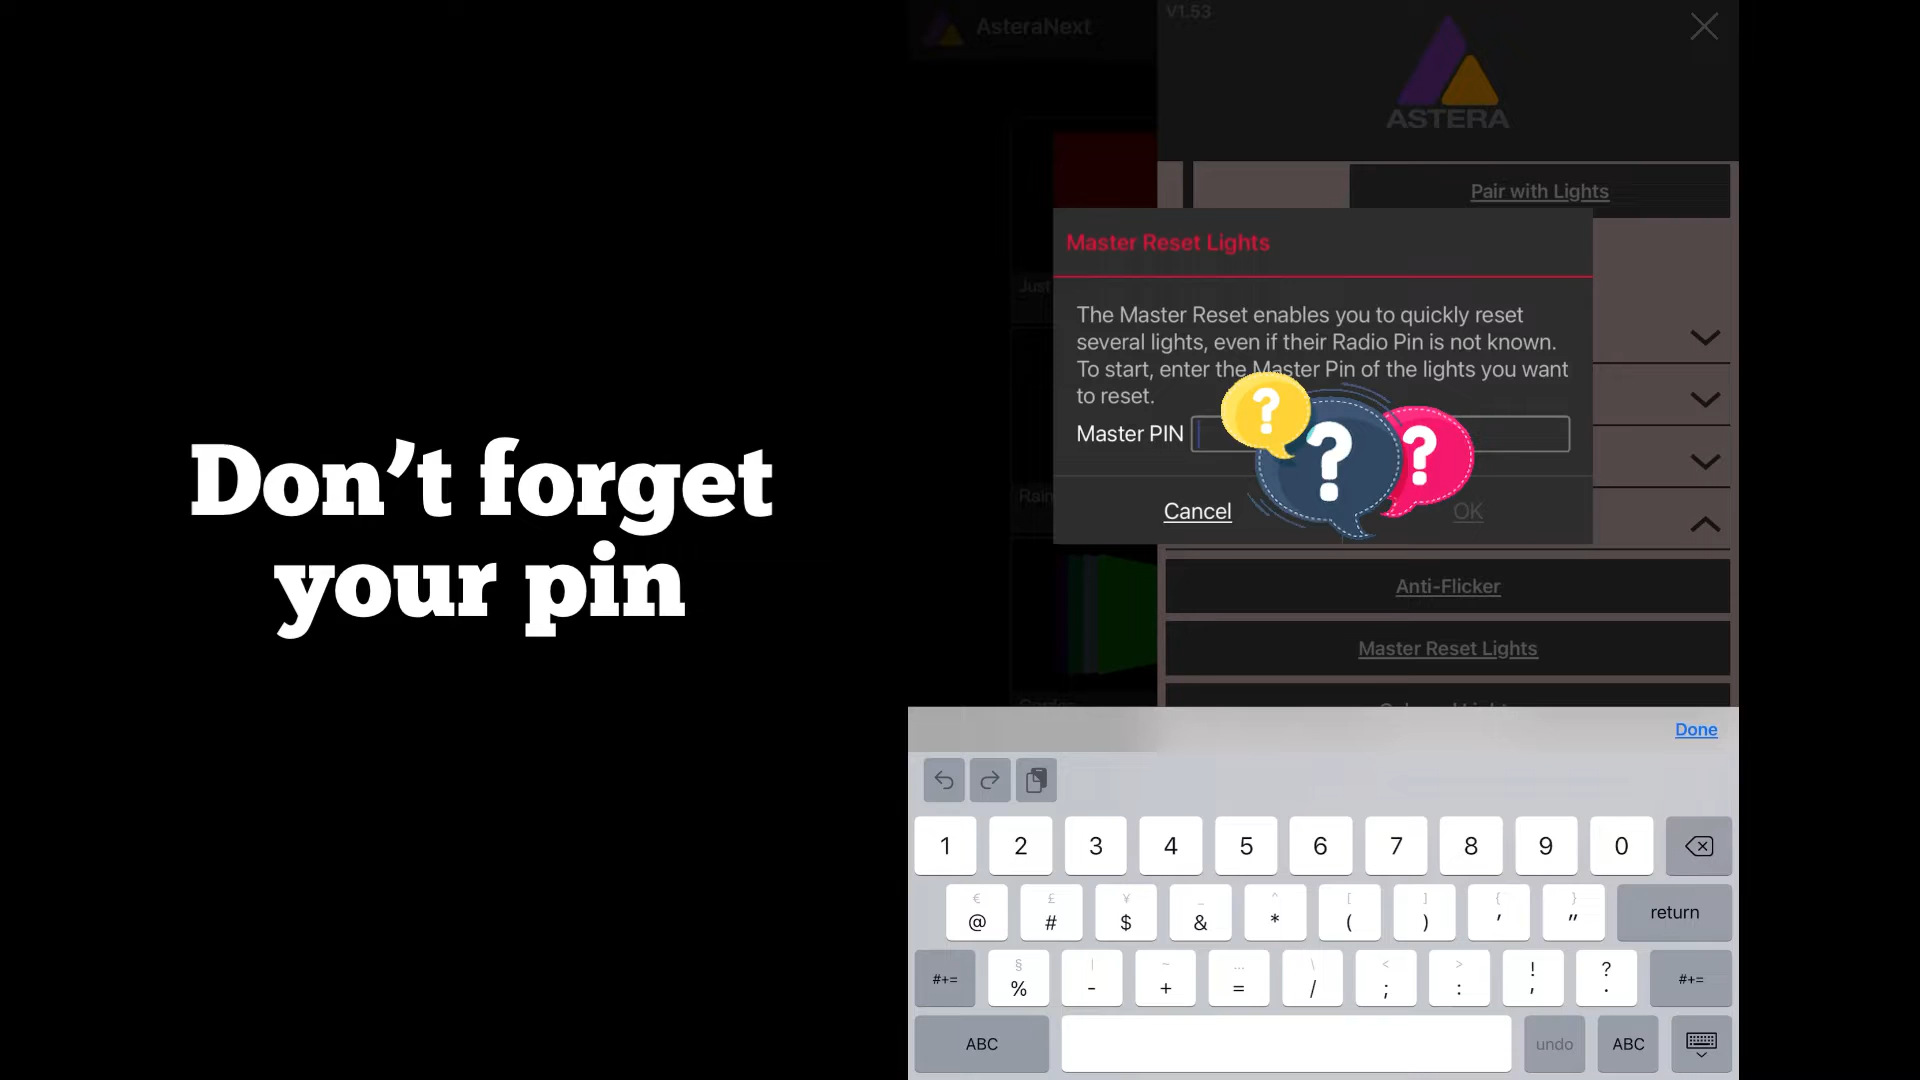 Don't forget
your pin
AsteraNext
V1.53
ASTERA
Pair with Lights
Master Reset Lights
Just
The Master Reset enables you to quickly reset
several lights, even if their Radio Pin is not known.
To start, enter the Master Pin of the lights you want
to reset.
Master PIN
? ? ?
Rain
Cancel
OK
Anti-Flicker
Master Reset Lights
Done
1 2 3 4 5 6 7 8 9 0
€ £ ¥ _ ^ [ ] { }
@ # $ & * ( ) ' " return
§ | ~ … \ < > ! ?
#+= % - + = / ; : , . #+=
ABC undo ABC